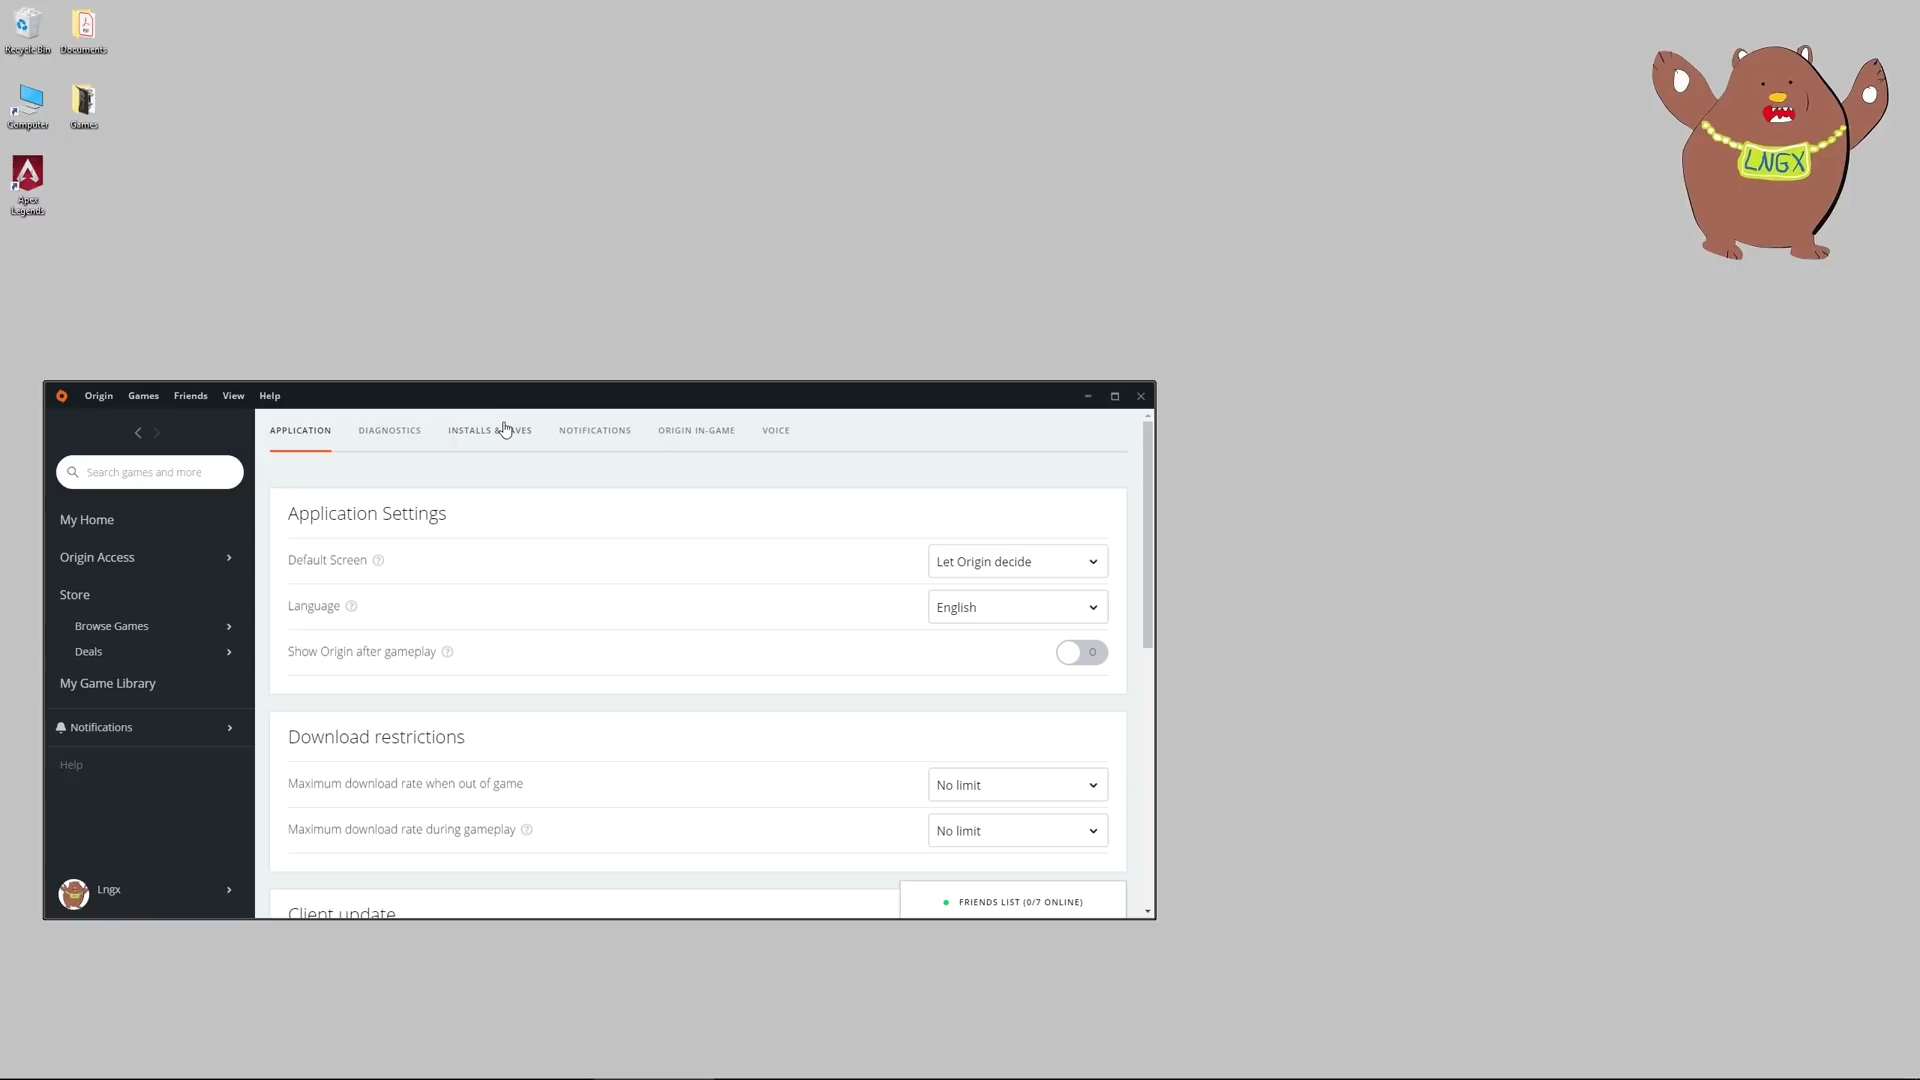 Recycle Bin
Documents
Computer
Games
Apex
Legends
LNGX
Origin
Games
Friends
View
Help
APPLICATION
DIAGNOSTICS
INSTALLS &
NOTIFICATIONS
ORIGIN IN-GAME
VOICE
Search games and more
My Home
Origin Access
Store
Browse Games
Deals
My Game Library
Notifications
Help
Lngx
Application Settings
Default Screen
Let Origin decide
Language
English
Show Origin after gameplay
Download restrictions
Maximum download rate when out of game
No limit
Maximum download rate during gameplay
No limit
Client update
FRIENDS LIST (0/7 ONLINE)